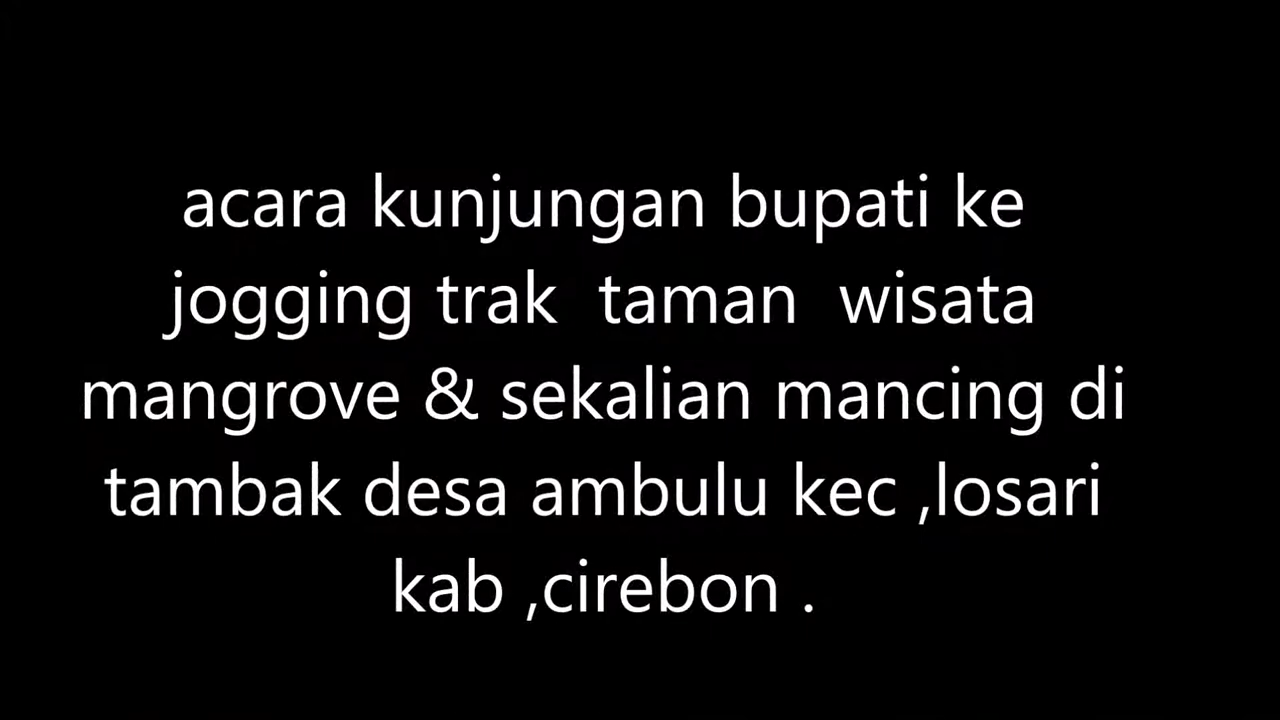 acara kunjungan bupati ke
jogging trak  taman  wisata
mangrove & sekalian mancing di
tambak desa ambulu kec ,losari
kab ,cirebon .